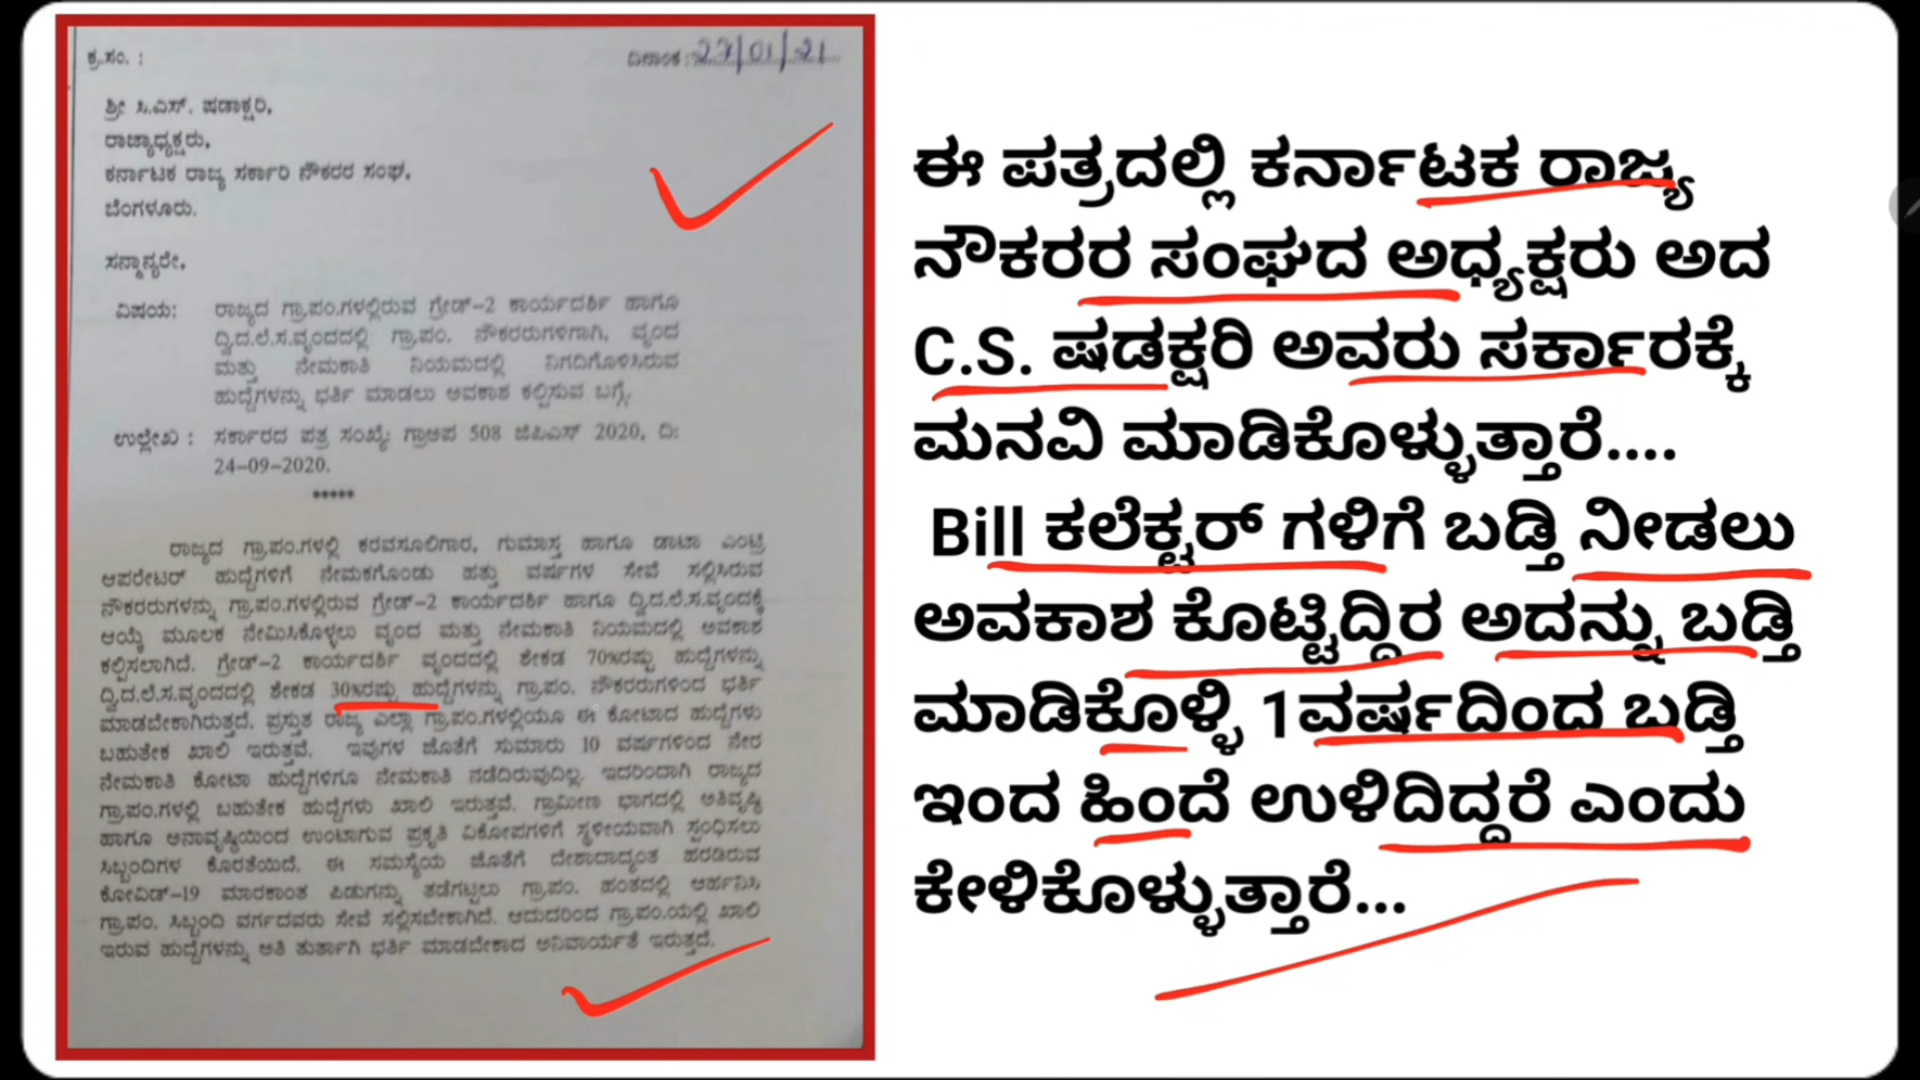 ಕ್ರ.ಸಂ. :
ದಿನಾಂಕ : 27/01/21
ಶ್ರೀ ಸಿ.ಎಸ್. ಷಡಾಕ್ಷರಿ,
ರಾಜ್ಯಾಧ್ಯಕ್ಷರು,
ಕರ್ನಾಟಕ ರಾಜ್ಯ ಸರ್ಕಾರಿ ನೌಕರರ ಸಂಘ,
ಬೆಂಗಳೂರು.
ಸನ್ಮಾನ್ಯರೇ,
ವಿಷಯ: ರಾಜ್ಯದ ಗ್ರಾ.ಪಂ.ಗಳಲ್ಲಿರುವ ಗ್ರೇಡ್–2 ಕಾರ್ಯದರ್ಶಿ ಹಾಗೂ
ದ್ವಿ.ದ.ಲೆ.ಸ.ವೃಂದದಲ್ಲಿ ಗ್ರಾ.ಪಂ. ನೌಕರರುಗಳಿಗಾಗಿ, ವೃಂದ
ಮತ್ತು ನೇಮಕಾತಿ ನಿಯಮದಲ್ಲಿ ನಿಗದಿಗೊಳಿಸಿರುವ
ಹುದ್ದೆಗಳನ್ನು ಭರ್ತಿ ಮಾಡಲು ಅವಕಾಶ ಕಲ್ಪಿಸುವ ಬಗ್ಗೆ.
ಉಲ್ಲೇಖ : ಸರ್ಕಾರದ ಪತ್ರ ಸಂಖ್ಯೆ: ಗ್ರಾಅಪ 508 ಜಿಪಿಎಸ್ 2020, ದಿ:
24–09–2020.
*****
ರಾಜ್ಯದ ಗ್ರಾ.ಪಂ.ಗಳಲ್ಲಿ ಕರವಸೂಲಿಗಾರ, ಗುಮಾಸ್ತ ಹಾಗೂ ಡಾಟಾ ಎಂಟ್ರಿ
ಆಪರೇಟರ್ ಹುದ್ದೆಗಳಿಗೆ ನೇಮಕಗೊಂಡು ಹತ್ತು ವರ್ಷಗಳ ಸೇವೆ ಸಲ್ಲಿಸಿರುವ
ನೌಕರರುಗಳನ್ನು ಗ್ರಾ.ಪಂ.ಗಳಲ್ಲಿರುವ ಗ್ರೇಡ್–2 ಕಾರ್ಯದರ್ಶಿ ಹಾಗೂ ದ್ವಿ.ದ.ಲೆ.ಸ.ವೃಂದಕ್ಕೆ
ಆಯ್ಕೆ ಮೂಲಕ ನೇಮಿಸಿಕೊಳ್ಳಲು ವೃಂದ ಮತ್ತು ನೇಮಕಾತಿ ನಿಯಮದಲ್ಲಿ ಅವಕಾಶ
ಕಲ್ಪಿಸಲಾಗಿದೆ. ಗ್ರೇಡ್–2 ಕಾರ್ಯದರ್ಶಿ ವೃಂದದಲ್ಲಿ ಶೇಕಡ 70%ರಷ್ಟು ಹುದ್ದೆಗಳನ್ನು
ದ್ವಿ.ದ.ಲೆ.ಸ.ವೃಂದದಲ್ಲಿ ಶೇಕಡ 30%ರಷ್ಟು ಹುದ್ದೆಗಳನ್ನು ಗ್ರಾ.ಪಂ. ನೌಕರರುಗಳಿಂದ ಭರ್ತಿ
ಮಾಡಬೇಕಾಗಿರುತ್ತದೆ. ಪ್ರಸ್ತುತ ರಾಜ್ಯ ಎಲ್ಲಾ ಗ್ರಾ.ಪಂ.ಗಳಲ್ಲಿಯೂ ಈ ಕೋಟಾದ ಹುದ್ದೆಗಳು
ಬಹುತೇಕ ಖಾಲಿ ಇರುತ್ತವೆ. ಇವುಗಳ ಜೊತೆಗೆ ಸುಮಾರು 10 ವರ್ಷಗಳಿಂದ ನೇರ
ನೇಮಕಾತಿ ಕೋಟಾ ಹುದ್ದೆಗಳಿಗೂ ನೇಮಕಾತಿ ನಡೆದಿರುವುದಿಲ್ಲ. ಇದರಿಂದಾಗಿ ರಾಜ್ಯದ
ಗ್ರಾ.ಪಂ.ಗಳಲ್ಲಿ ಬಹುತೇಕ ಹುದ್ದೆಗಳು ಖಾಲಿ ಇರುತ್ತವೆ. ಗ್ರಾಮೀಣ ಭಾಗದಲ್ಲಿ ಅತಿವೃಷ್ಟಿ
ಹಾಗೂ ಅನಾವೃಷ್ಠಿಯಿಂದ ಉಂಟಾಗುವ ಪ್ರಕೃತಿ ವಿಕೋಪಗಳಿಗೆ ಸ್ಥಳೀಯವಾಗಿ ಸ್ಪಂಧಿಸಲು
ಸಿಬ್ಬಂದಿಗಳ ಕೊರತೆಯಿದೆ. ಈ ಸಮಸ್ಯೆಯ ಜೊತೆಗೆ ದೇಶಾದಾದ್ಯಂತ ಹರಡಿರುವ
ಕೋವಿಡ್–19 ಮಾರಕಾಂತ ಪಿಡುಗನ್ನು ತಡೆಗಟ್ಟಲು ಗ್ರಾ.ಪಂ. ಹಂತದಲ್ಲಿ ಆರ್ಹನಿಸಿ
ಗ್ರಾ.ಪಂ. ಸಿಬ್ಬಂದಿ ವರ್ಗದವರು ಸೇವೆ ಸಲ್ಲಿಸಬೇಕಾಗಿದೆ. ಆದುದರಿಂದ ಗ್ರಾ.ಪಂ.ಯಲ್ಲಿ ಖಾಲಿ
ಇರುವ ಹುದ್ದೆಗಳನ್ನು ಅತಿ ತುರ್ತಾಗಿ ಭರ್ತಿ ಮಾಡಬೇಕಾದ ಅನಿವಾರ್ಯತೆ ಇರುತ್ತದೆ.
ಈ ಪತ್ರದಲ್ಲಿ ಕರ್ನಾಟಕ ರಾಜ್ಯ
ನೌಕರರ ಸಂಘದ ಅಧ್ಯಕ್ಷರು ಅದ
C.S. ಷಡಕ್ಷರಿ ಅವರು ಸರ್ಕಾರಕ್ಕೆ
ಮನವಿ ಮಾಡಿಕೊಳ್ಳುತ್ತಾರೆ....
Bill ಕಲೆಕ್ಟರ್ ಗಳಿಗೆ ಬಡ್ತಿ ನೀಡಲು
ಅವಕಾಶ ಕೊಟ್ಟಿದ್ದಿರ ಅದನ್ನು ಬಡ್ತಿ
ಮಾಡಿಕೊಳ್ಳಿ 1ವರ್ಷದಿಂದ ಬಡ್ತಿ
ಇಂದ ಹಿಂದೆ ಉಳಿದಿದ್ದರೆ ಎಂದು
ಕೇಳಿಕೊಳ್ಳುತ್ತಾರೆ...